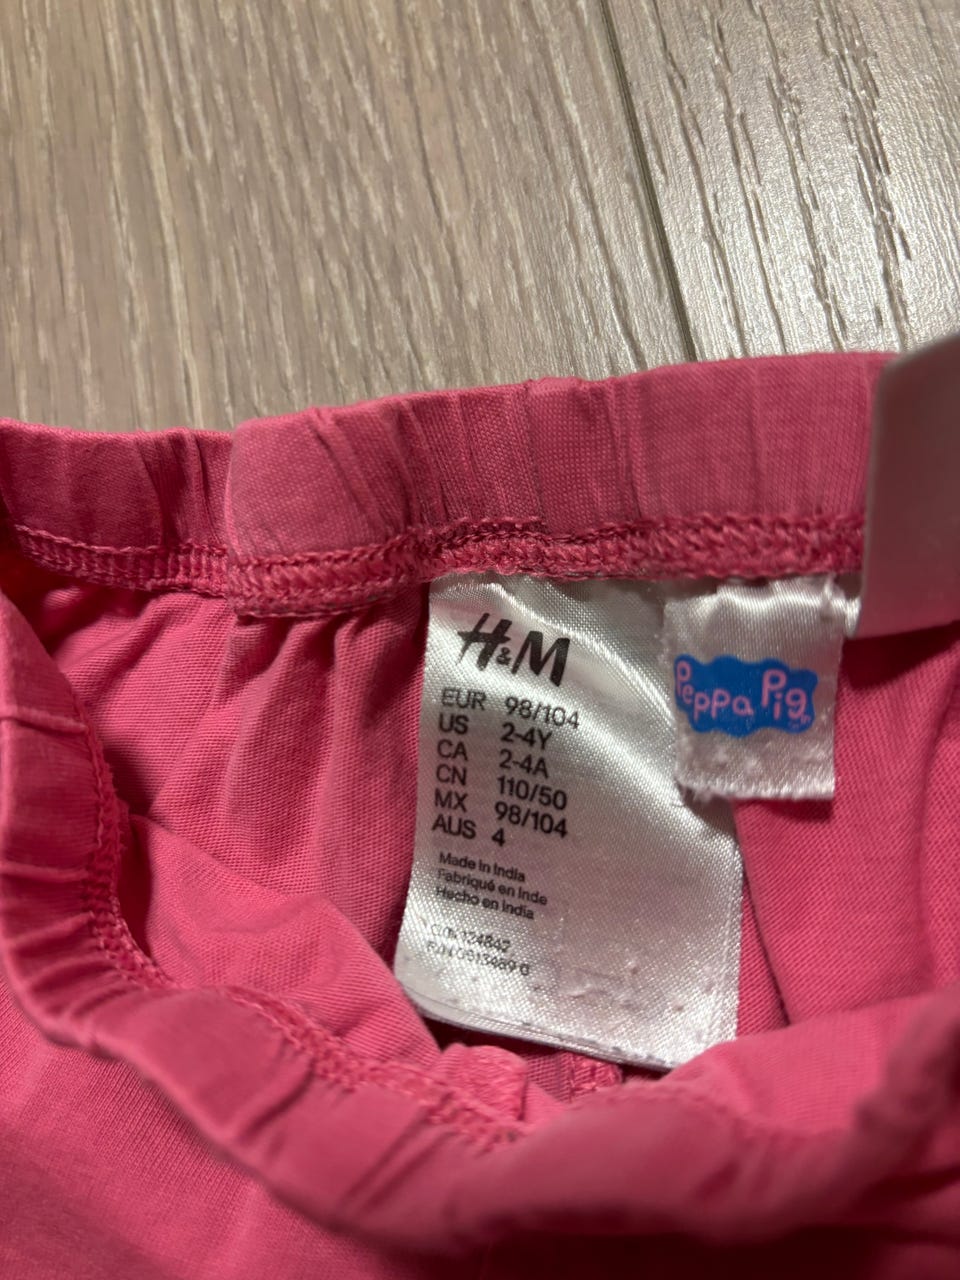 H&M
EUR 98/104
US 2-4Y
CA 2-4A
CN 110/50
MX 98/104
AUS 4
Made in India
Fabriqué en Inde
Hecho en India
124842
Peppa Pig